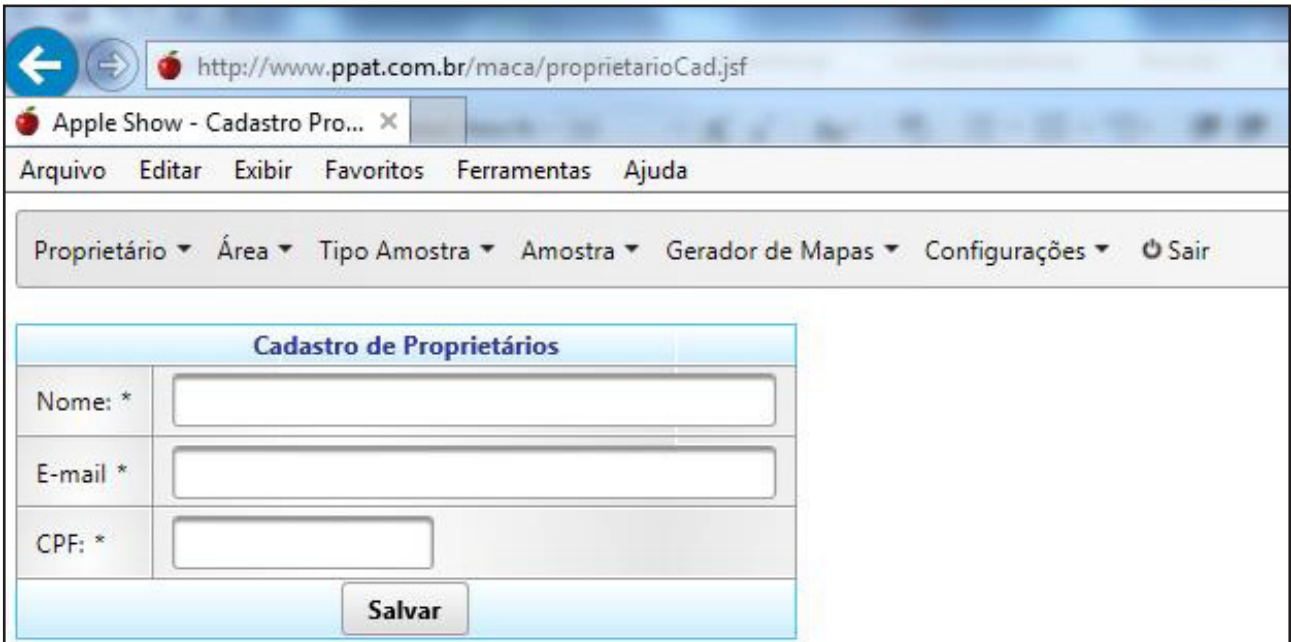 http://www.ppat.com.br/maca/proprietarioCad.jsf
Apple Show - Cadastro Pro... ×
Arquivo Editar Exibir Favoritos Ferramentas Ajuda
Proprietário Área Tipo Amostra Amostra Gerador de Mapas Configurações Sair
Cadastro de Proprietários
Nome: *
E-mail *
CPF: *
Salvar